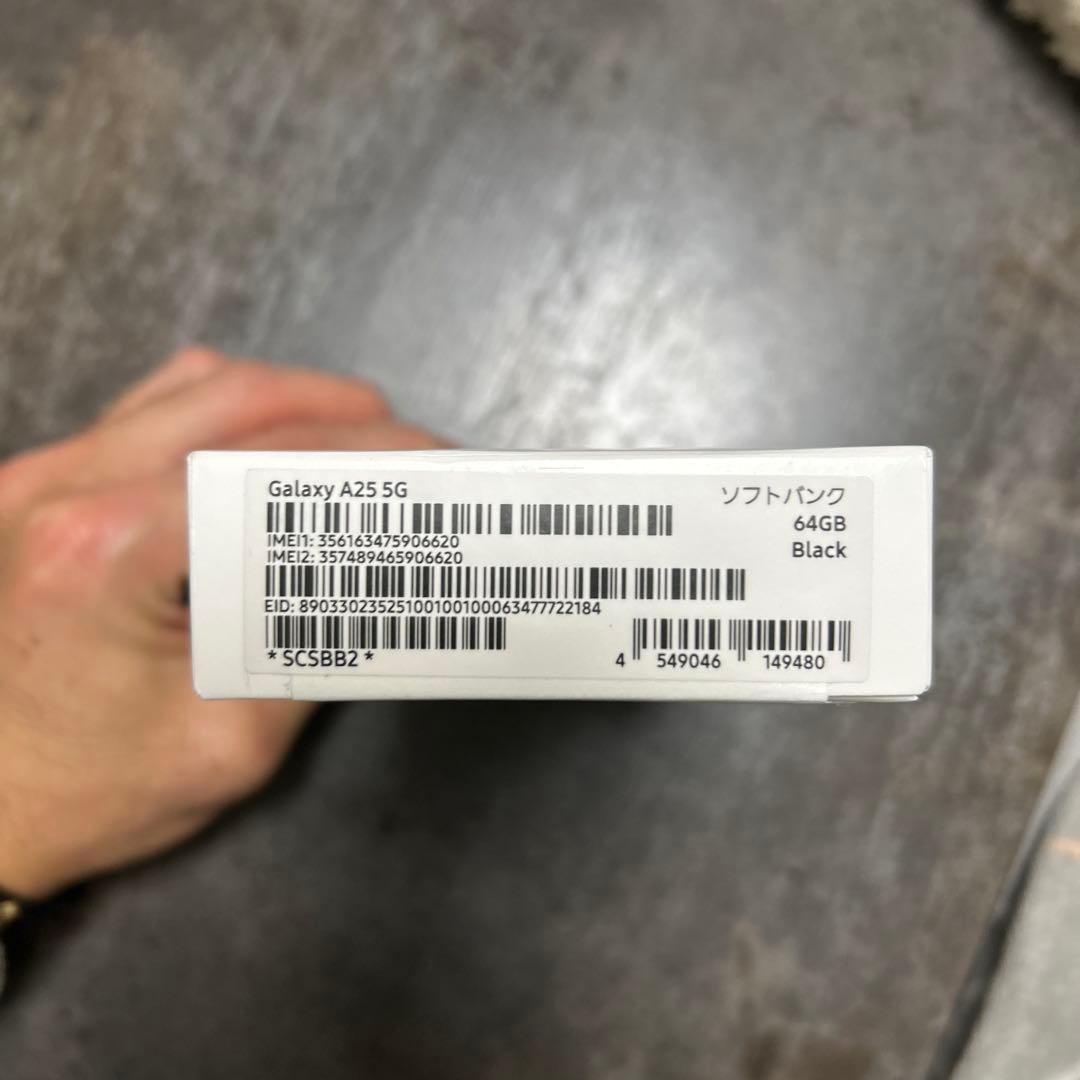 Galaxy A25 5G
ソフトバンク
64GB
Black
IMEI1: 356163475906620
IMEI2: 357489465906620
EID: 89033023525100100100063477722184
* SCSBB2 *
4 549046 149480